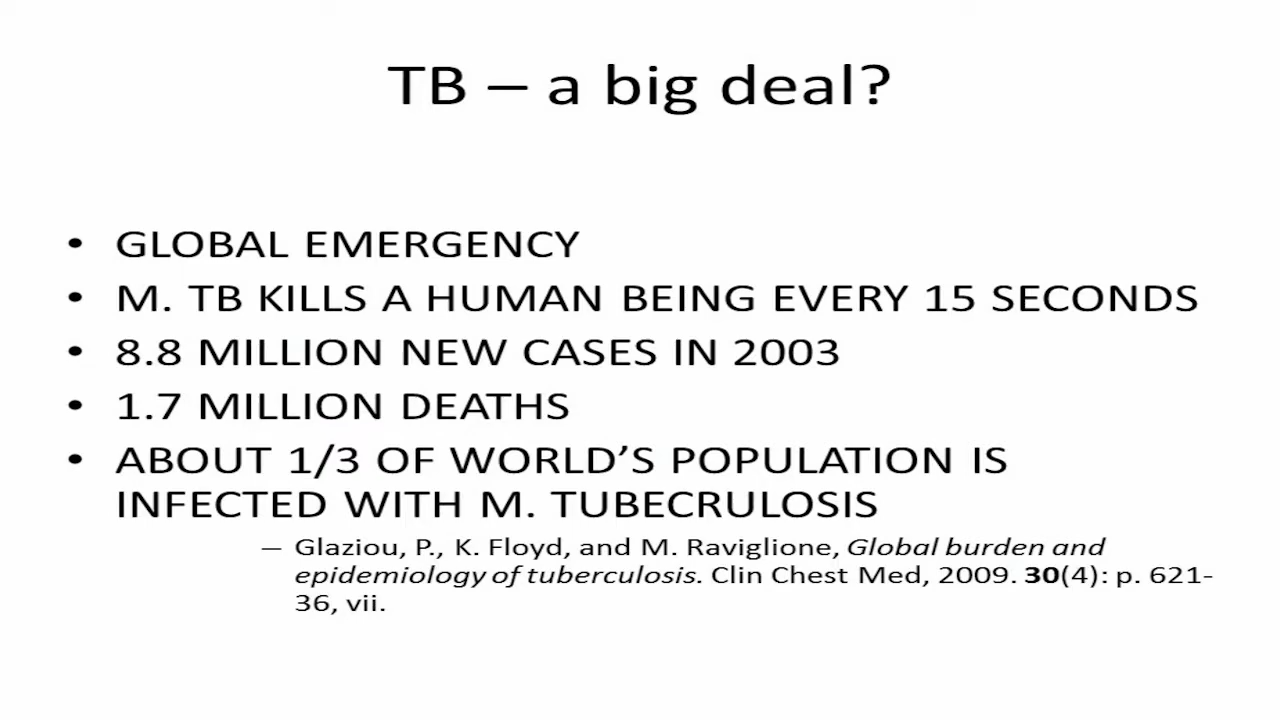 TB – a big deal?
• GLOBAL EMERGENCY
• M. TB KILLS A HUMAN BEING EVERY 15 SECONDS
• 8.8 MILLION NEW CASES IN 2003
• 1.7 MILLION DEATHS
• ABOUT 1/3 OF WORLD’S POPULATION IS
INFECTED WITH M. TUBECRULOSIS
– Glaziou, P., K. Floyd, and M. Raviglione, Global burden and
epidemiology of tuberculosis. Clin Chest Med, 2009. 30(4): p. 621-
36, vii.